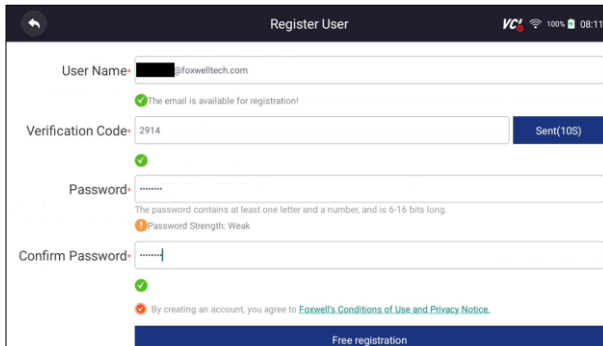 Register User
VCI 100% 08:11
User Name* @foxwelltech.com
The email is available for registration!
Verification Code* 2914 Sent(10S)
Password* ········
The password contains at least one letter and a number, and is 6-16 bits long.
Password Strength: Weak
Confirm Password* ········
By creating an account, you agree to Foxwell's Conditions of Use and Privacy Notice.
Free registration